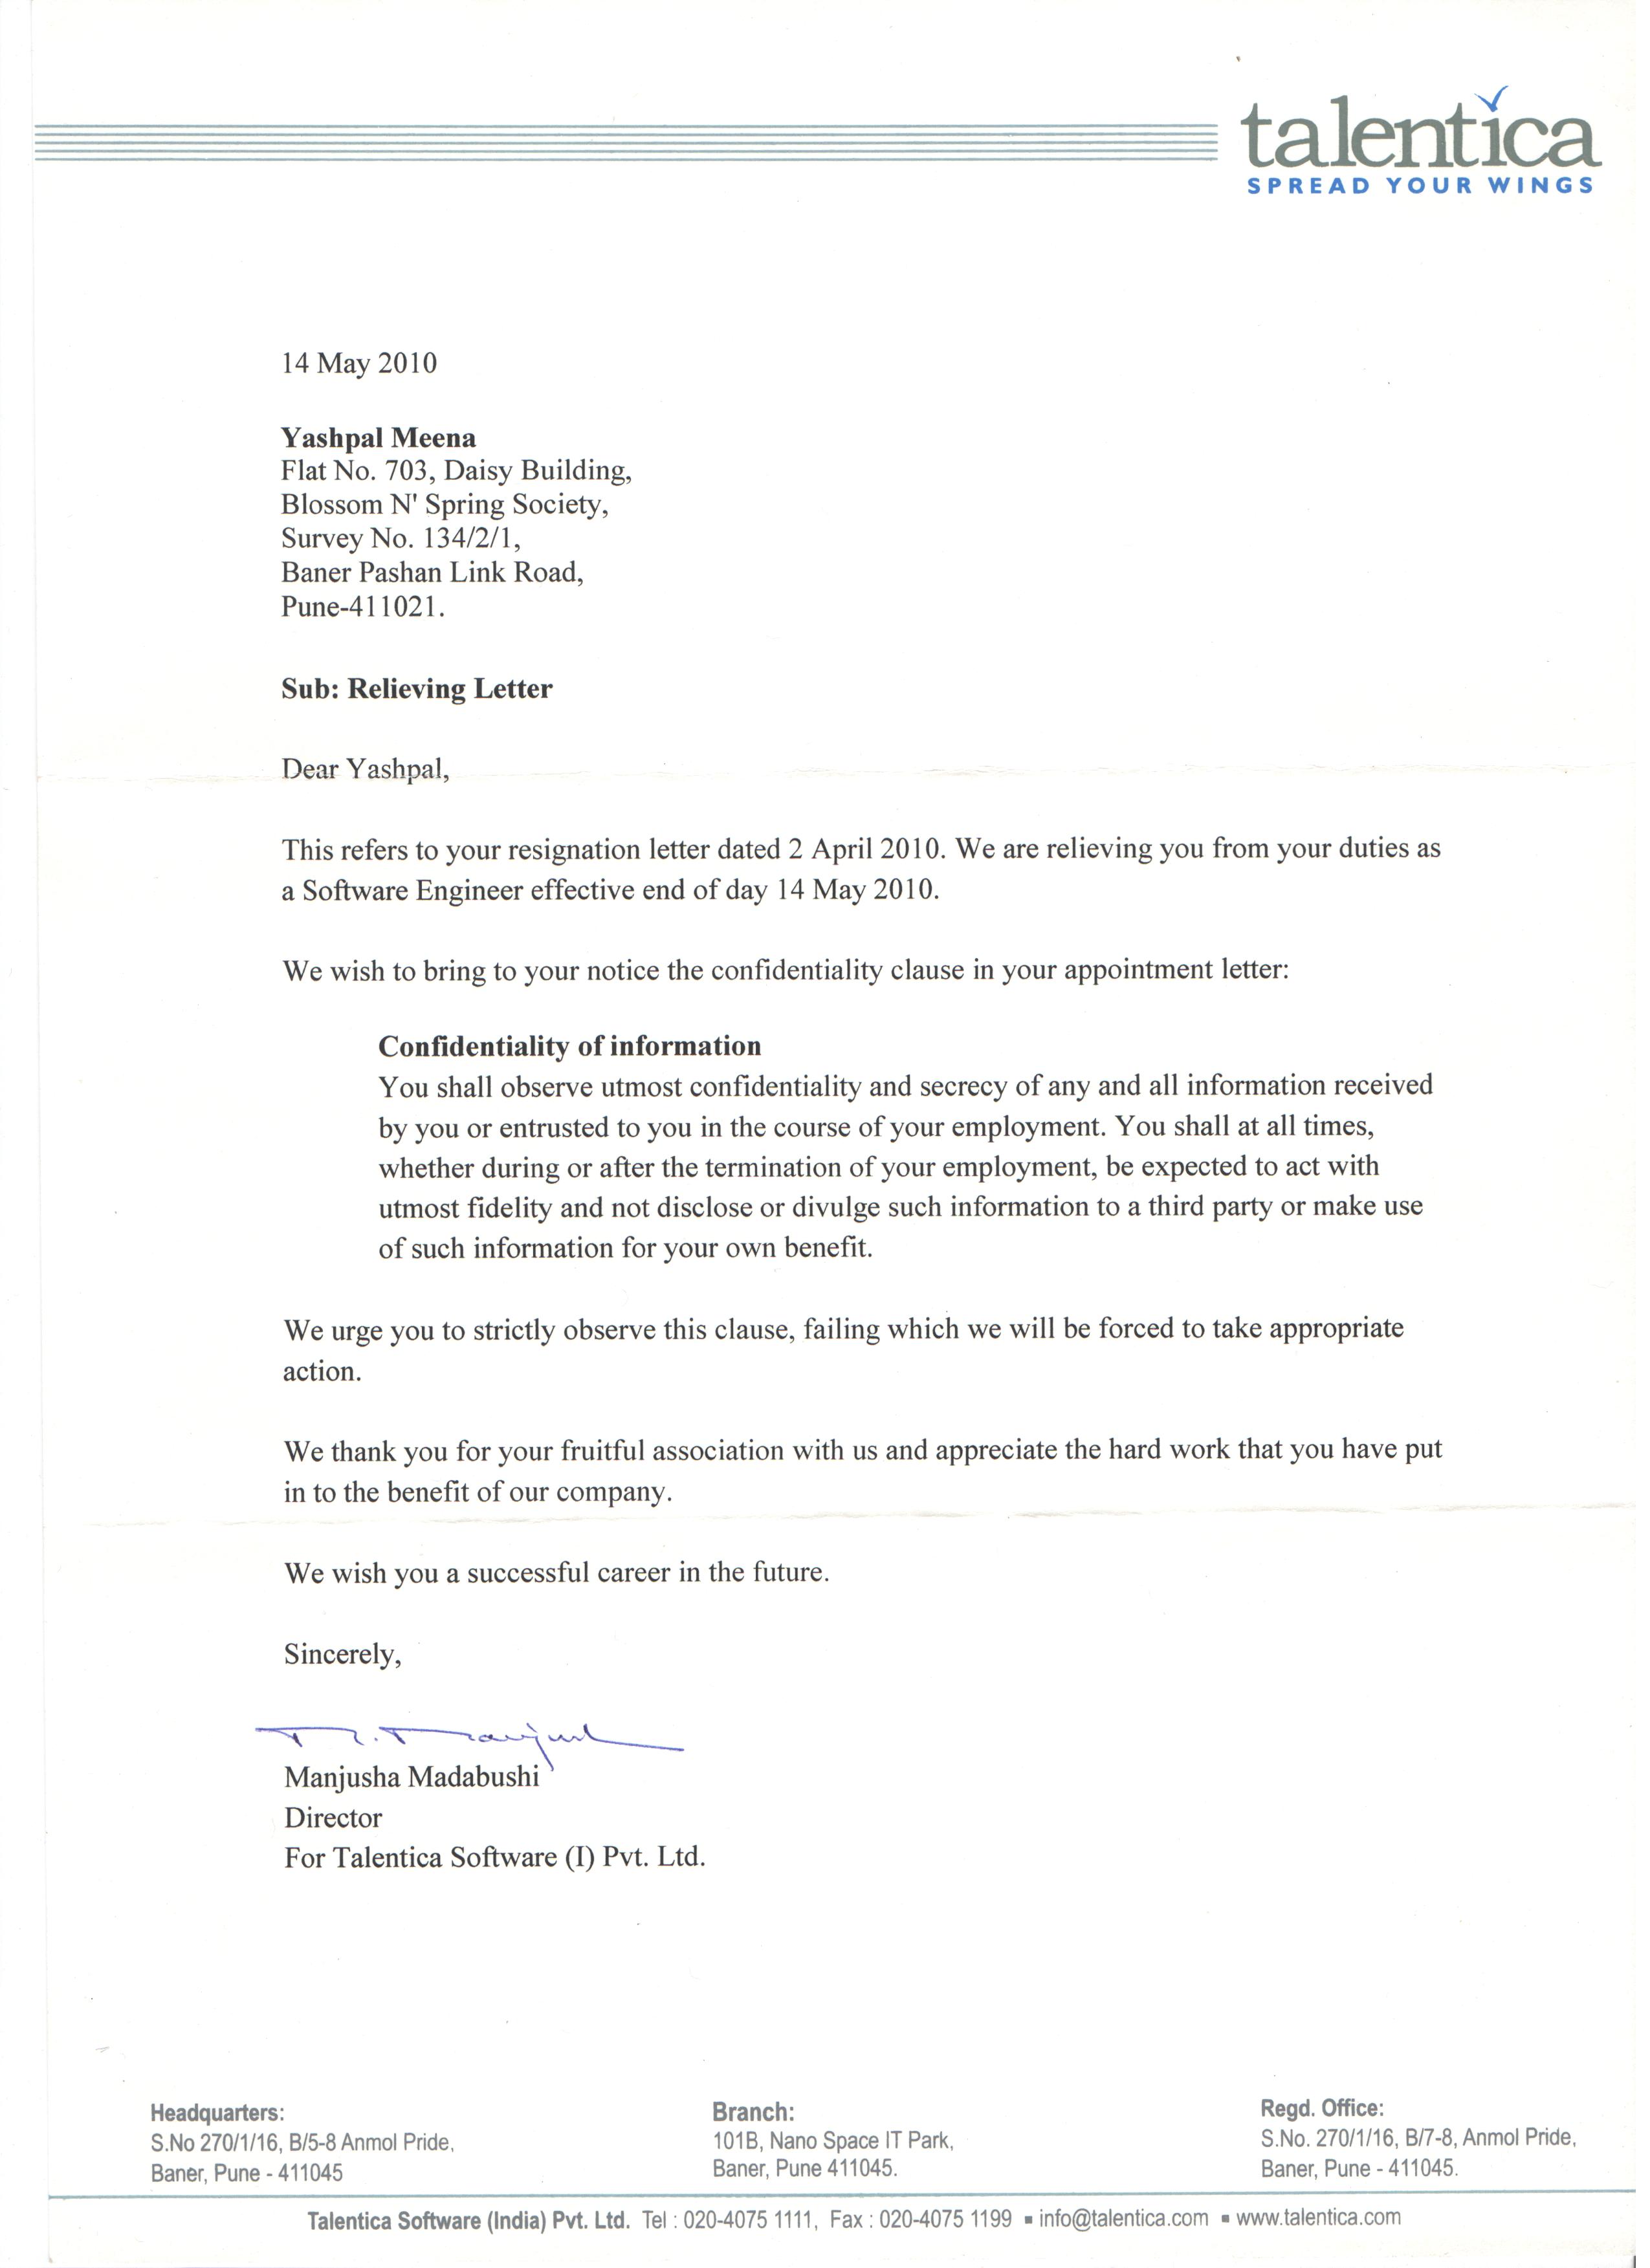 talentica
SPREAD YOUR WINGS
14 May 2010
Yashpal Meena
Flat No. 703, Daisy Building,
Blossom N' Spring Society,
Survey No. 134/2/1,
Baner Pashan Link Road,
Pune-411021.
Sub: Relieving Letter
Dear Yashpal,
This refers to your resignation letter dated 2 April 2010. We are relieving you from your duties as
a Software Engineer effective end of day 14 May 2010.
We wish to bring to your notice the confidentiality clause in your appointment letter:
Confidentiality of information
You shall observe utmost confidentiality and secrecy of any and all information received
by you or entrusted to you in the course of your employment. You shall at all times,
whether during or after the termination of your employment, be expected to act with
utmost fidelity and not disclose or divulge such information to a third party or make use
of such information for your own benefit.
We urge you to strictly observe this clause, failing which we will be forced to take appropriate
action.
We thank you for your fruitful association with us and appreciate the hard work that you have put
in to the benefit of our company.
We wish you a successful career in the future.
Sincerely,
Manjusha Madabushi
Director
For Talentica Software (I) Pvt. Ltd.
Headquarters:
S.No 270/1/16, B/5-8 Anmol Pride,
Baner, Pune - 411045
Branch:
101B, Nano Space IT Park,
Baner, Pune 411045.
Regd. Office:
S.No. 270/1/16, B/7-8, Anmol Pride,
Baner, Pune - 411045.
Talentica Software (India) Pvt. Ltd. Tel : 020-4075 1111, Fax : 020-4075 1199 ▪ info@talentica.com ▪ www.talentica.com